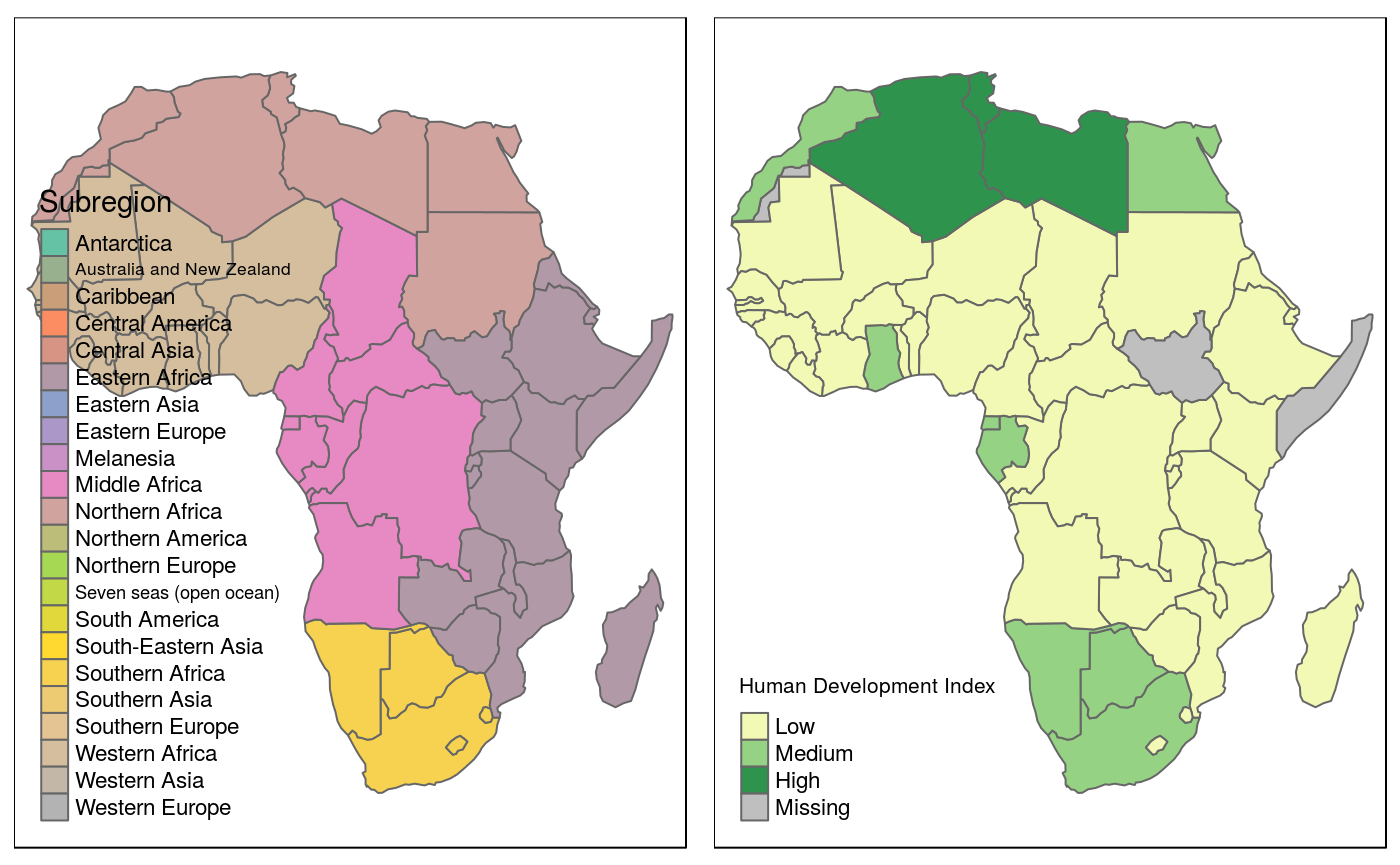 Subregion
Antarctica
Australia and New Zealand
Caribbean
Central America
Central Asia
Eastern Africa
Eastern Asia
Eastern Europe
Melanesia
Middle Africa
Northern Africa
Northern America
Northern Europe
Seven seas (open ocean)
South America
South-Eastern Asia
Southern Africa
Southern Asia
Southern Europe
Western Africa
Western Asia
Western Europe
Human Development Index
Low
Medium
High
Missing